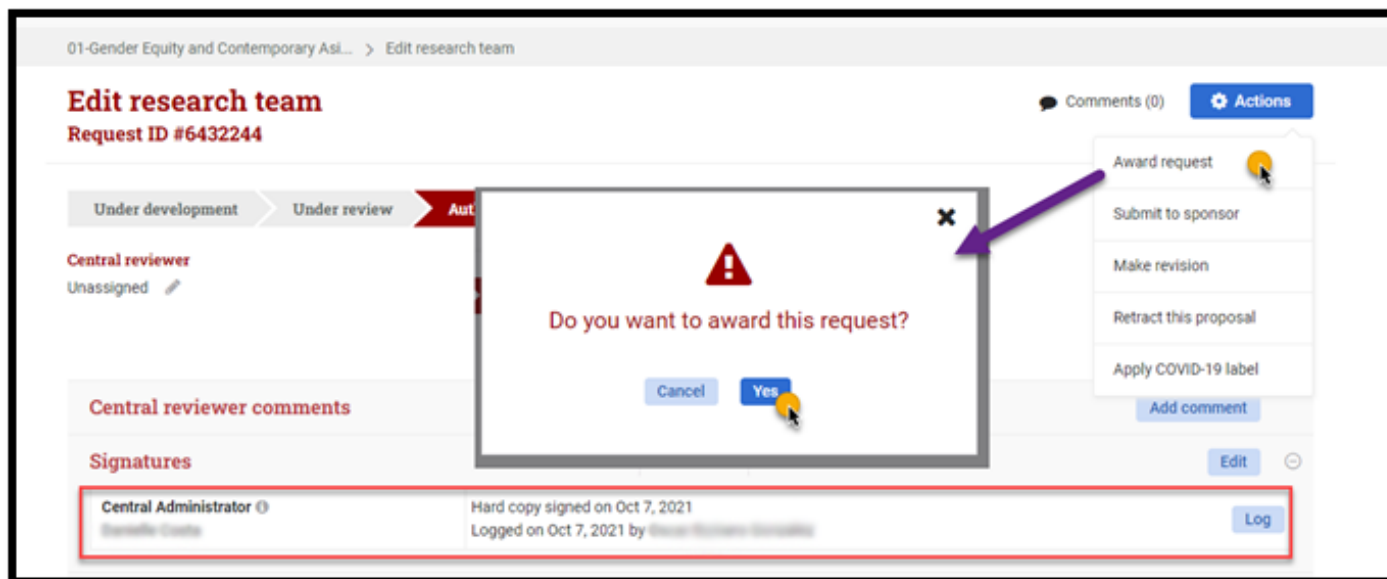 01-Gender Equity and Contemporary Asi... > Edit research team
Edit research team
Request ID #6432244
Comments (0)
Actions
Award request
Submit to sponsor
Make revision
Retract this proposal
Apply COVID-19 label
Under development
Under review
Aut
Central reviewer
Unassigned
Do you want to award this request?
Cancel
Yes
Central reviewer comments
Add comment
Signatures
Edit
Central Administrator
Hard copy signed on Oct 7, 2021
Logged on Oct 7, 2021 by
Log